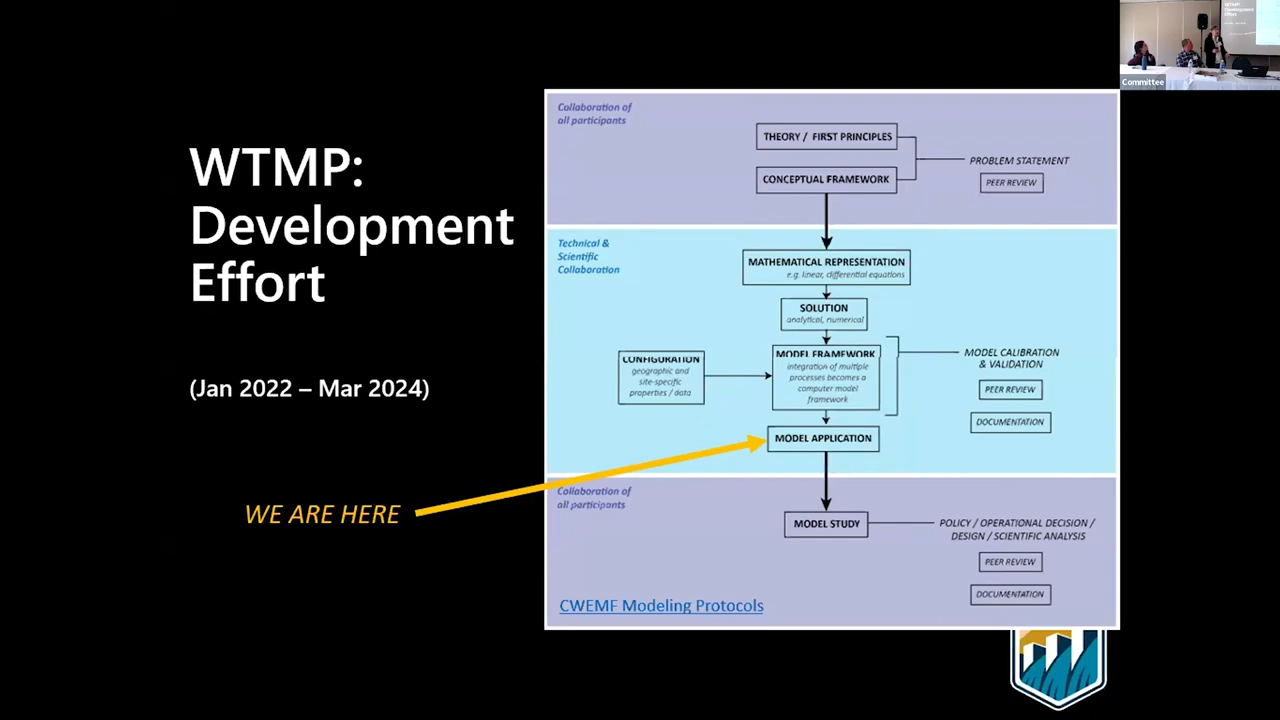 WTMP:
Development
Effort
(Jan 2022 – Mar 2024)
WE ARE HERE
Collaboration of
all participants
THEORY / FIRST PRINCIPLES
CONCEPTUAL FRAMEWORK
PROBLEM STATEMENT
PEER REVIEW
Technical &
Scientific
Collaboration
MATHEMATICAL REPRESENTATION
e.g. linear, differential equations
SOLUTION
analytical, numerical
CONFIGURATION
geographic and
site-specific
properties / data
MODEL FRAMEWORK
integration of multiple
processes becomes a
computer model
framework
MODEL CALIBRATION
& VALIDATION
PEER REVIEW
DOCUMENTATION
MODEL APPLICATION
Collaboration of
all participants
MODEL STUDY
POLICY / OPERATIONAL DECISION /
DESIGN / SCIENTIFIC ANALYSIS
PEER REVIEW
DOCUMENTATION
CWEMF Modeling Protocols
WTMP:
Development
Effort
Committee